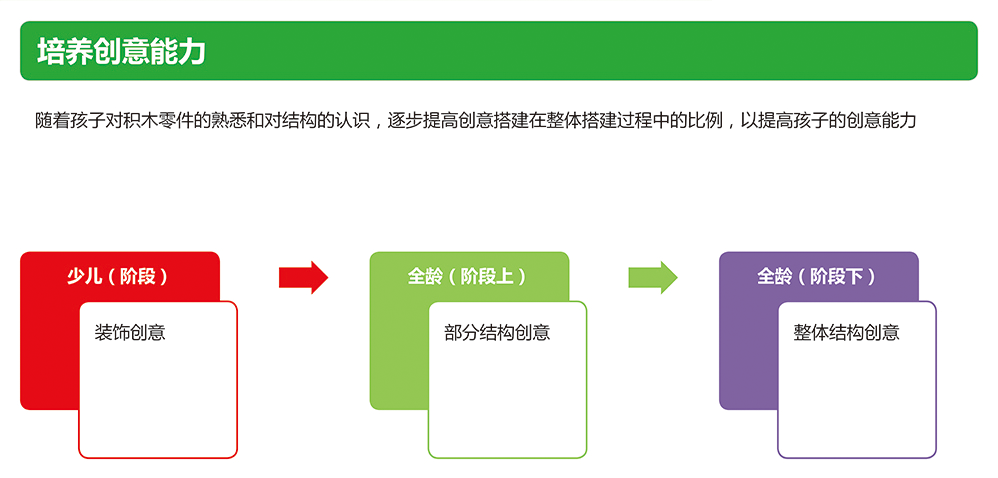 培养创意能力
随着孩子对积木零件的熟悉和对结构的认识，逐步提高创意搭建在整体搭建过程中的比例，以提高孩子的创意能力
少儿（阶段）
装饰创意
全龄（阶段上）
部分结构创意
全龄（阶段下）
整体结构创意